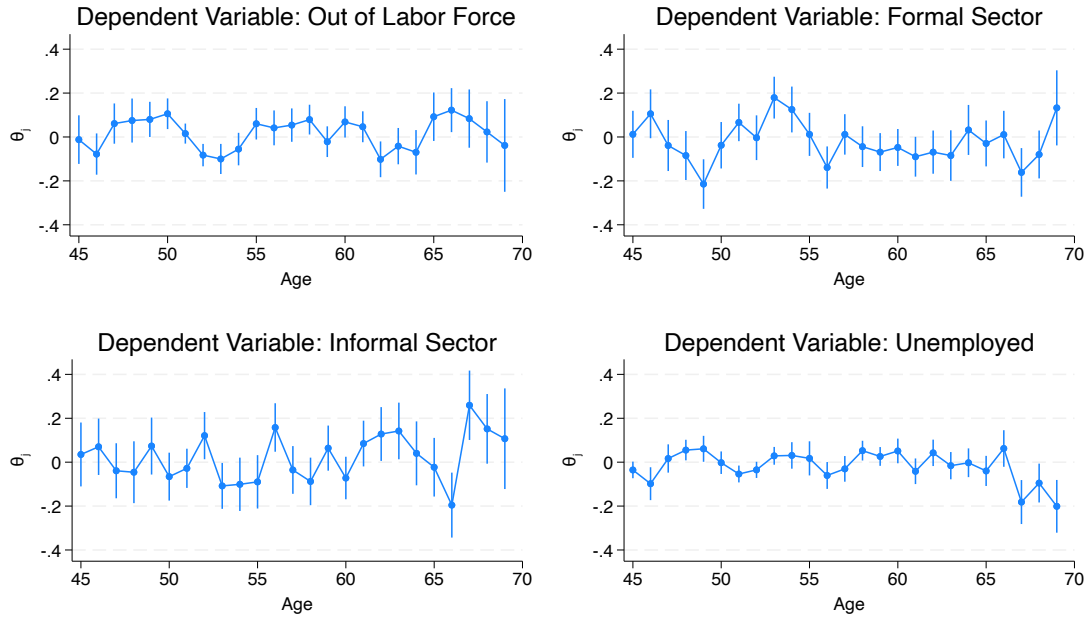 Dependent Variable: Out of Labor Force
.4
.2
0
-.2
-.4
θj
45 50 55 60 65 70
Age
Dependent Variable: Formal Sector
.4
.2
0
-.2
-.4
θj
45 50 55 60 65 70
Age
Dependent Variable: Informal Sector
.4
.2
0
-.2
-.4
θj
45 50 55 60 65 70
Age
Dependent Variable: Unemployed
.4
.2
0
-.2
-.4
θj
45 50 55 60 65 70
Age